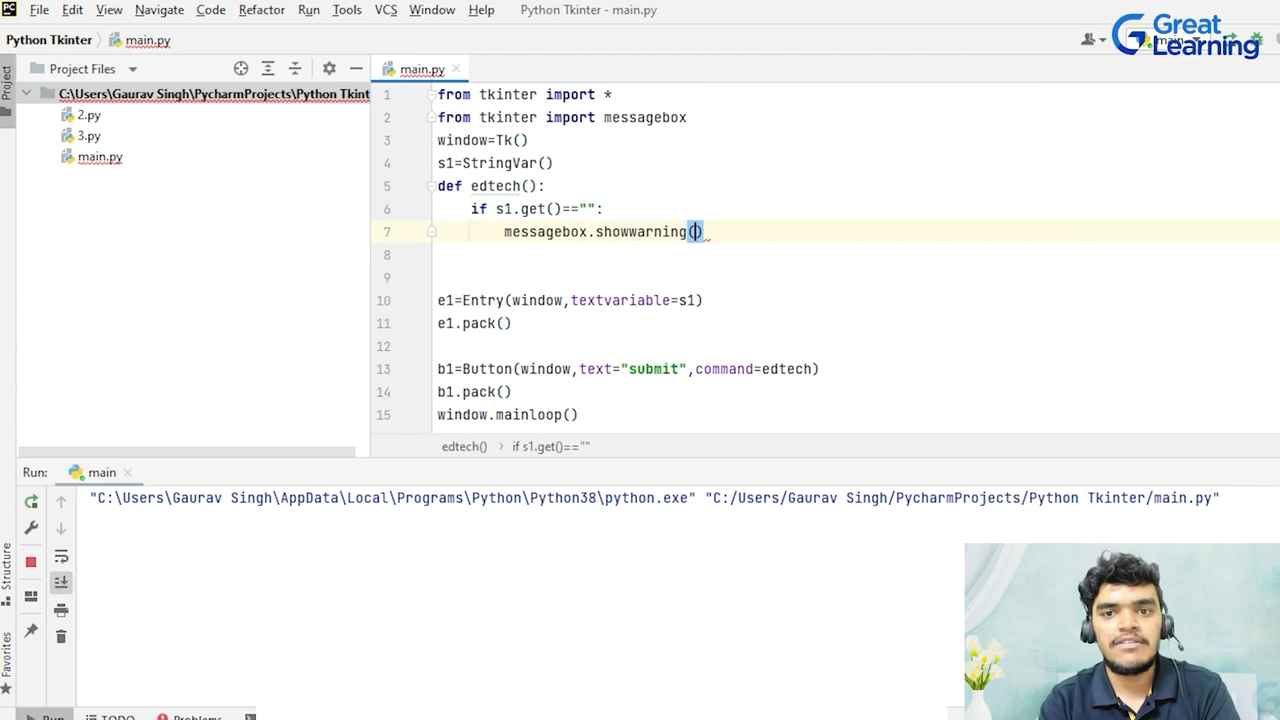 PC File Edit View Navigate Code Refactor Run Tools VCS Window Help Python Tkinter - main.py
Great Learning
Python Tkinter main.py
Project Files
main.py
Project
C:\Users\Gaurav Singh\PycharmProjects\Python Tkint
2.py
3.py
main.py
1 from tkinter import *
2 from tkinter import messagebox
3 window=Tk()
4 s1=StringVar()
5 def edtech():
6 if s1.get()=="":
7 messagebox.showwarning()
8
9
10 e1=Entry(window,textvariable=s1)
11 e1.pack()
12
13 b1=Button(window,text="submit",command=edtech)
14 b1.pack()
15 window.mainloop()
edtech() › if s1.get()==""
Run: main
"C:\Users\Gaurav Singh\AppData\Local\Programs\Python\Python38\python.exe" "C:/Users/Gaurav Singh/PycharmProjects/Python Tkinter/main.py"
Structure
Favorites
Run TODO Problems